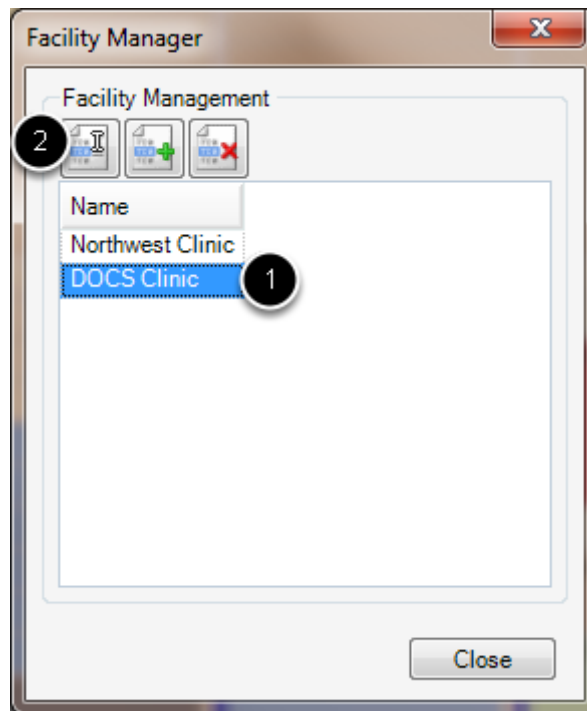 Facility Manager
Facility Management
2
Name
Northwest Clinic
DOCS Clinic 1
Close